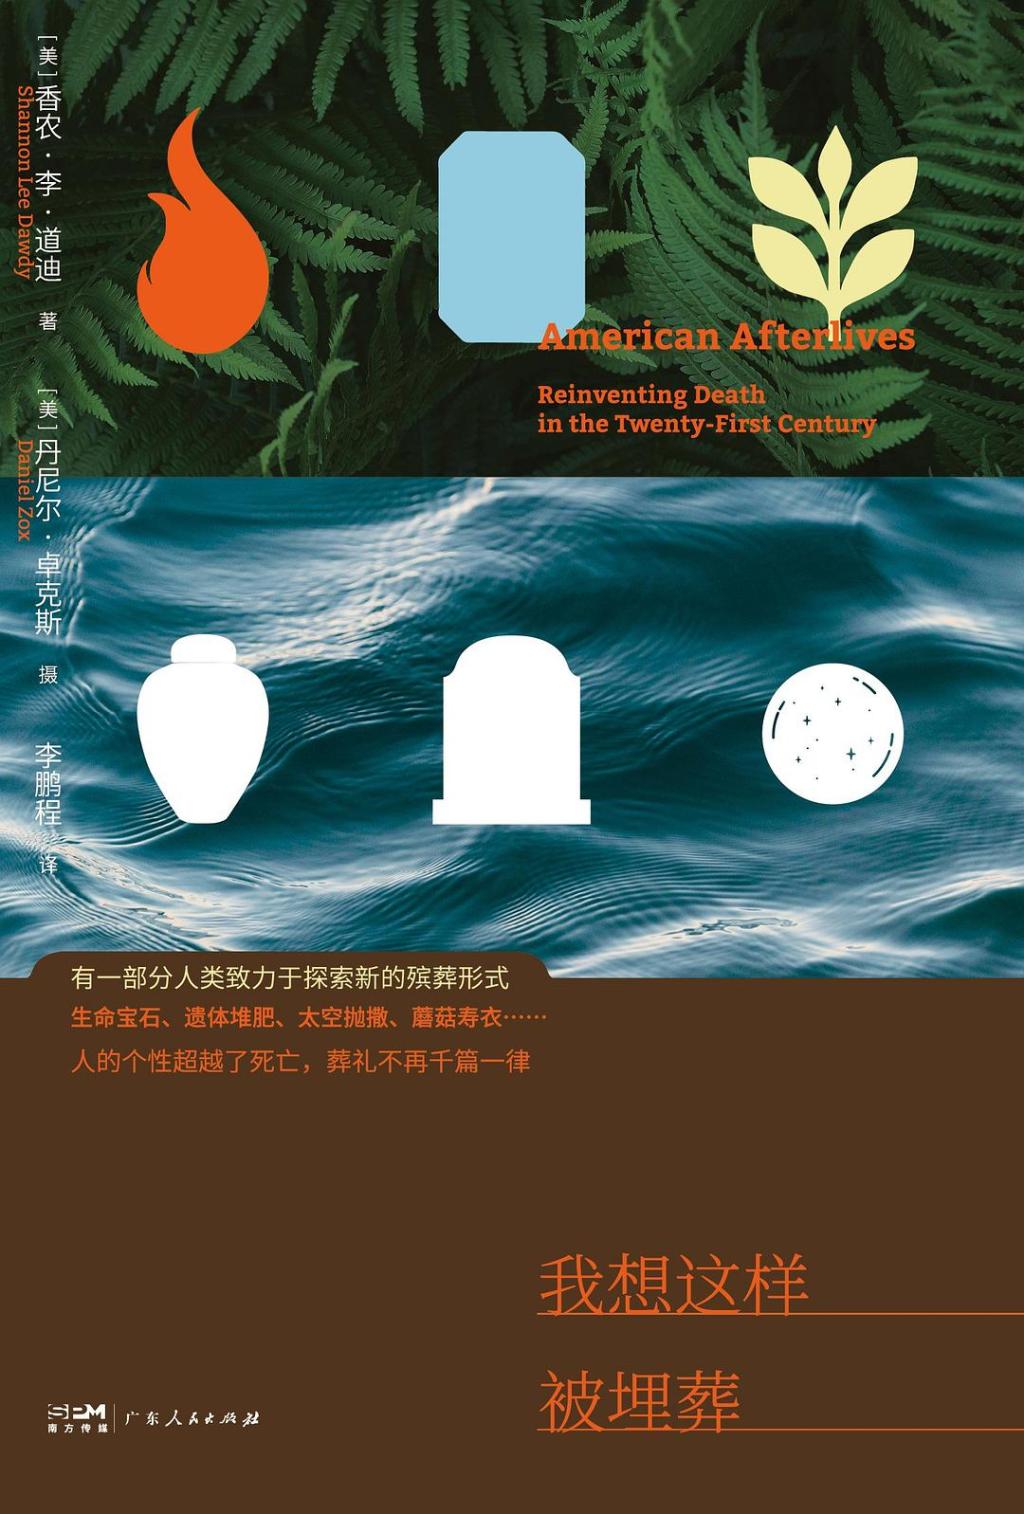 [美]香农·李·道迪 著
Shannon Lee Dawdy
[美]丹尼尔·卓克斯 摄
Daniel Zox
李鹏程 译
American Afterlives
Reinventing Death
in the Twenty-First Century
有一部分人类致力于探索新的殡葬形式
生命宝石、遗体堆肥、太空抛撒、蘑菇寿衣……
人的个性超越了死亡，葬礼不再千篇一律
我想这样
被埋葬
SPM
南方传媒
广东人民出版社